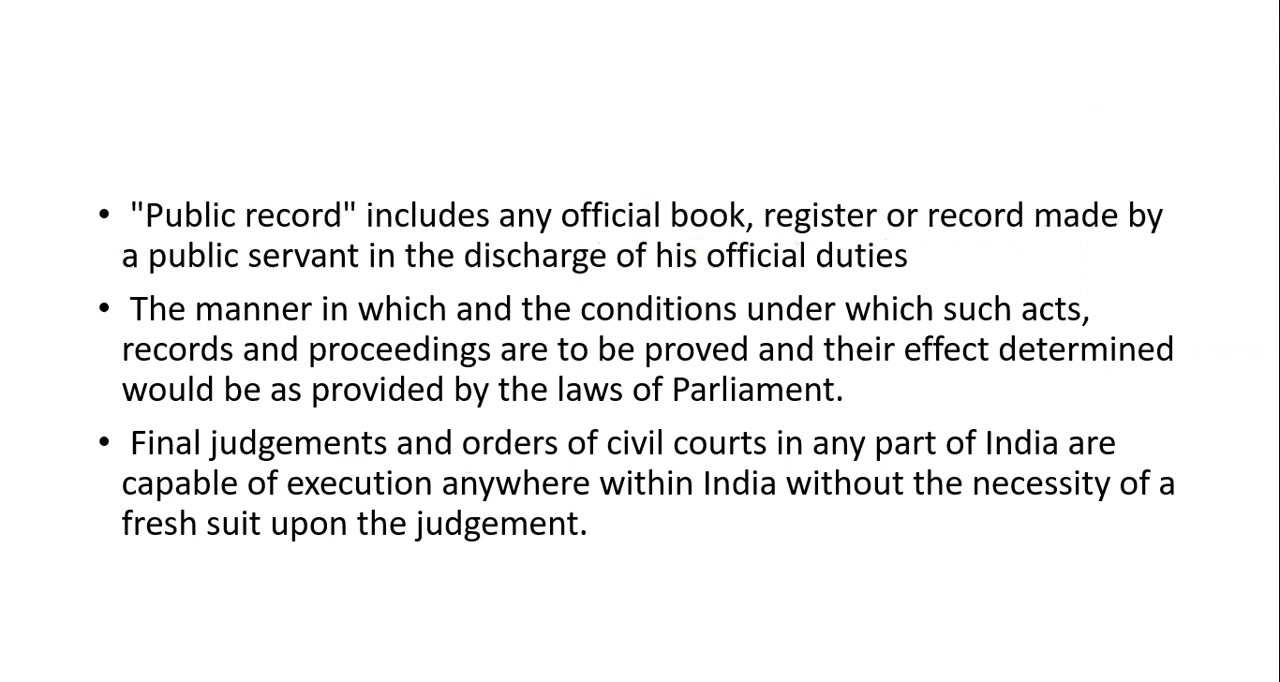 • "Public record" includes any official book, register or record made by
a public servant in the discharge of his official duties
• The manner in which and the conditions under which such acts,
records and proceedings are to be proved and their effect determined
would be as provided by the laws of Parliament.
• Final judgements and orders of civil courts in any part of India are
capable of execution anywhere within India without the necessity of a
fresh suit upon the judgement.